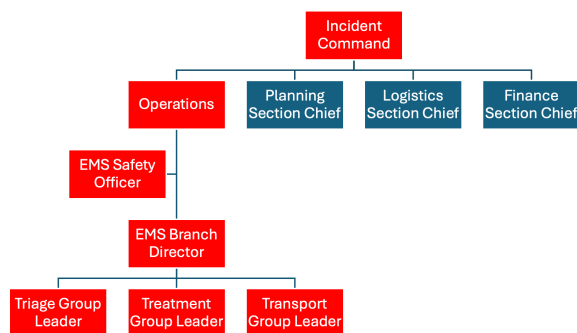 Incident
Command
Operations
Planning
Section Chief
Logistics
Section Chief
Finance
Section Chief
EMS Safety
Officer
EMS Branch
Director
Triage Group
Leader
Treatment
Group Leader
Transport
Group Leader